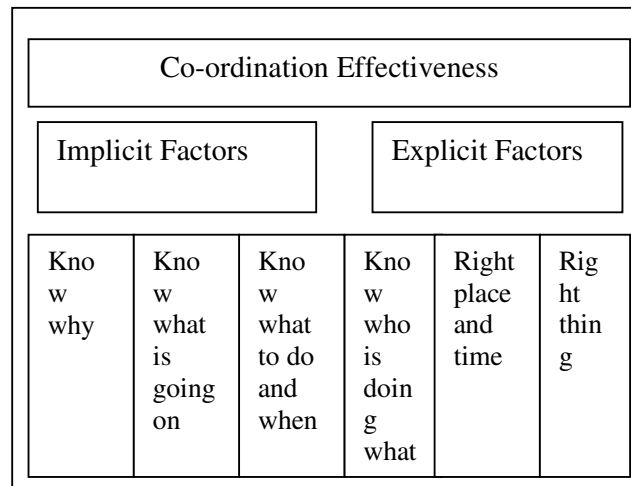 Co-ordination Effectiveness
Implicit Factors
Explicit Factors
Kno
w
why
Kno
w
what
is
going
on
Kno
w
what
to do
and
when
Kno
w
who
is
doin
g
what
Right
place
and
time
Rig
ht
thin
g